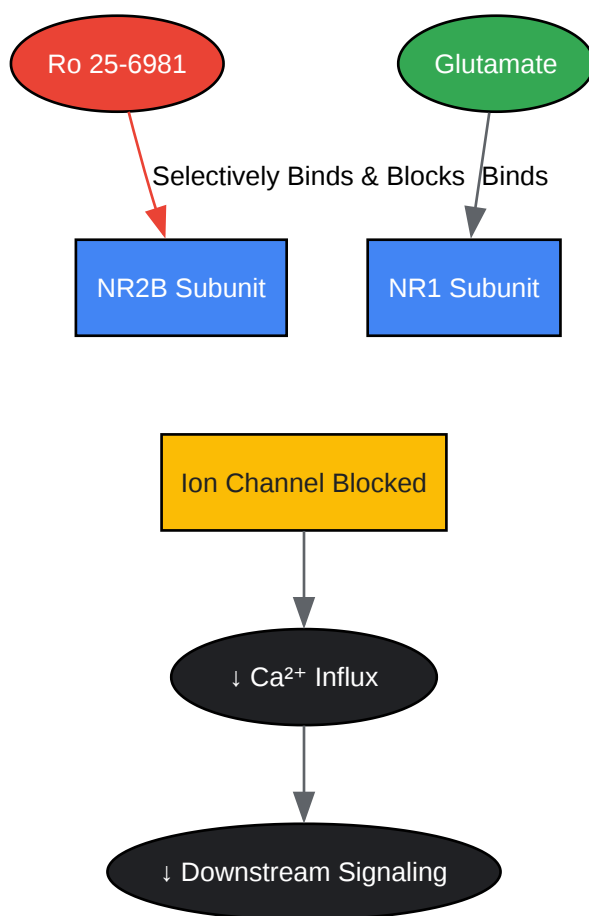 Ro 25-6981
Glutamate
Selectively Binds & Blocks
Binds
NR2B Subunit
NR1 Subunit
Ion Channel Blocked
↓ Ca²⁺ Influx
↓ Downstream Signaling